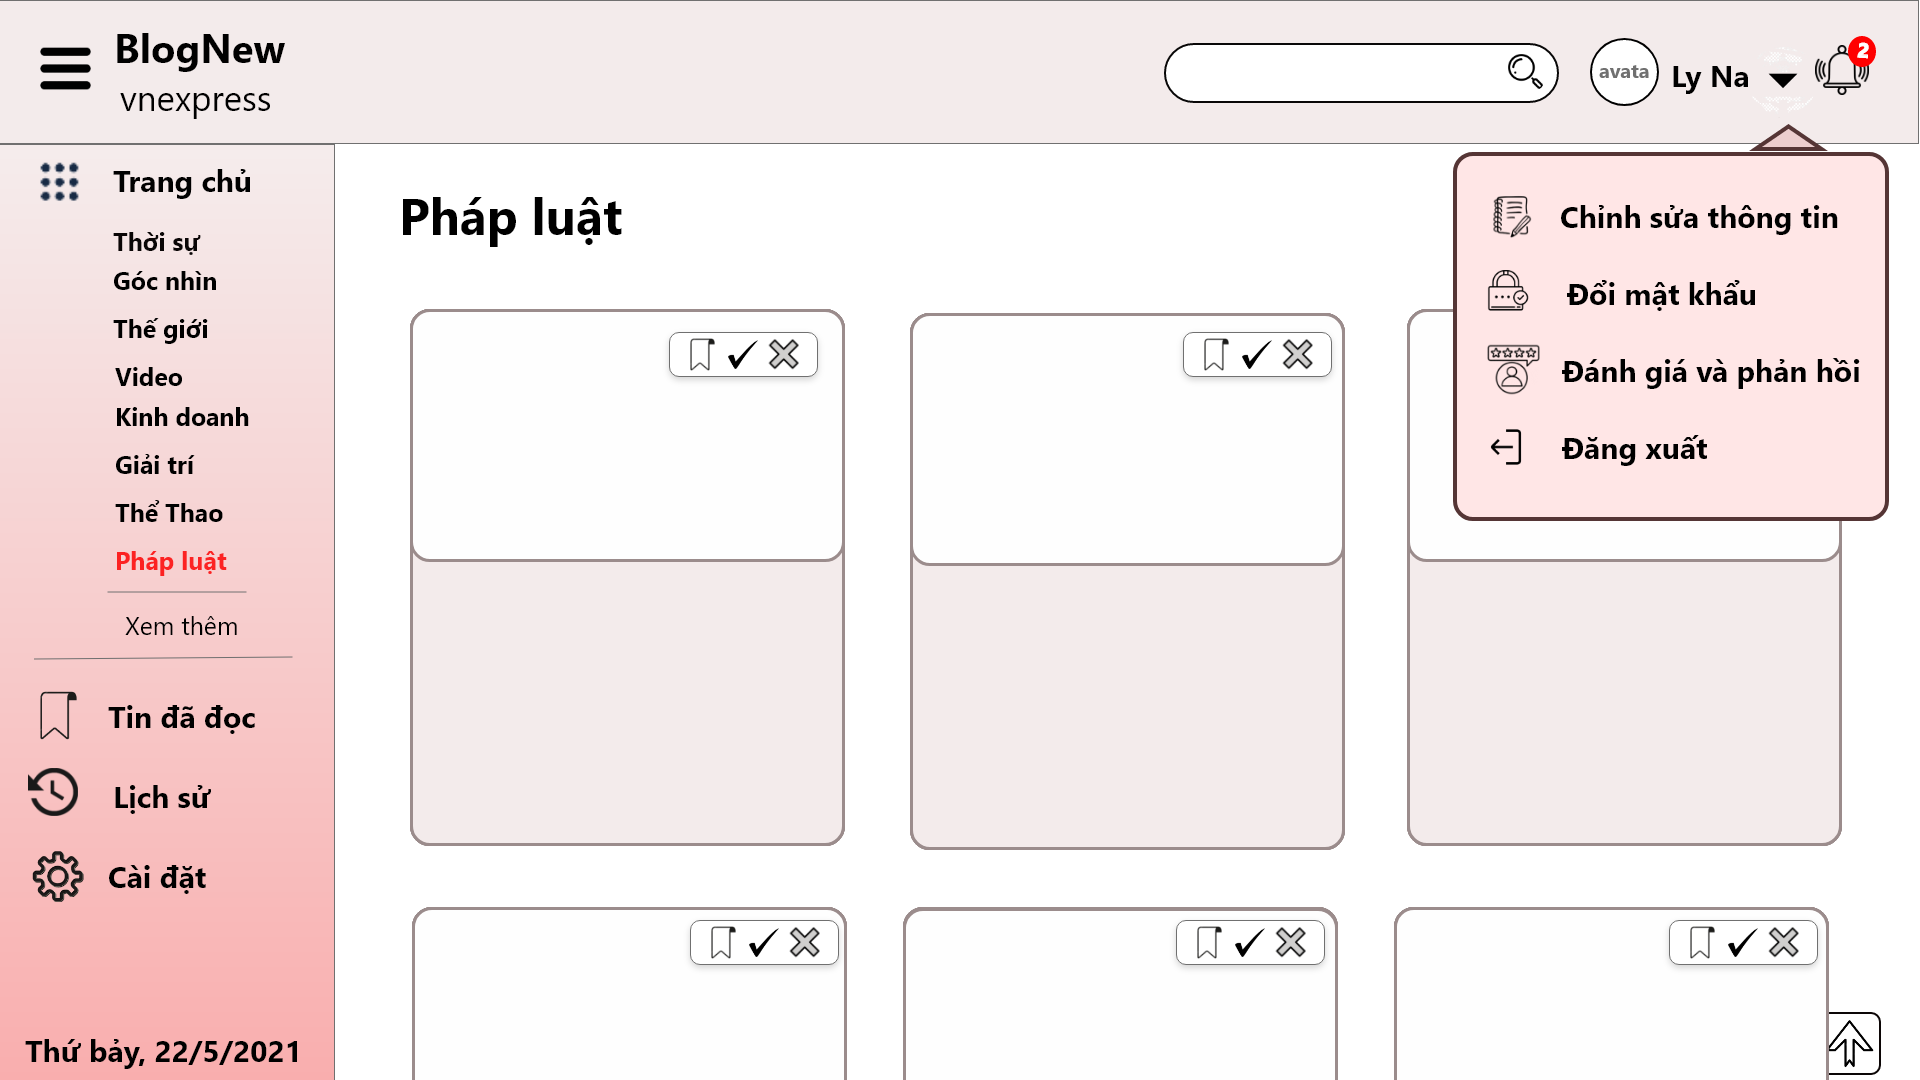 BlogNew
vnexpress
avata
Ly Na
2
Trang chủ
Thời sự
Góc nhìn
Thế giới
Video
Kinh doanh
Giải trí
Thể Thao
Pháp luật
Xem thêm
Tin đã đọc
Lịch sử
Cài đặt
Thứ bảy, 22/5/2021
Pháp luật
Chỉnh sửa thông tin
Đổi mật khẩu
Đánh giá và phản hồi
Đăng xuất